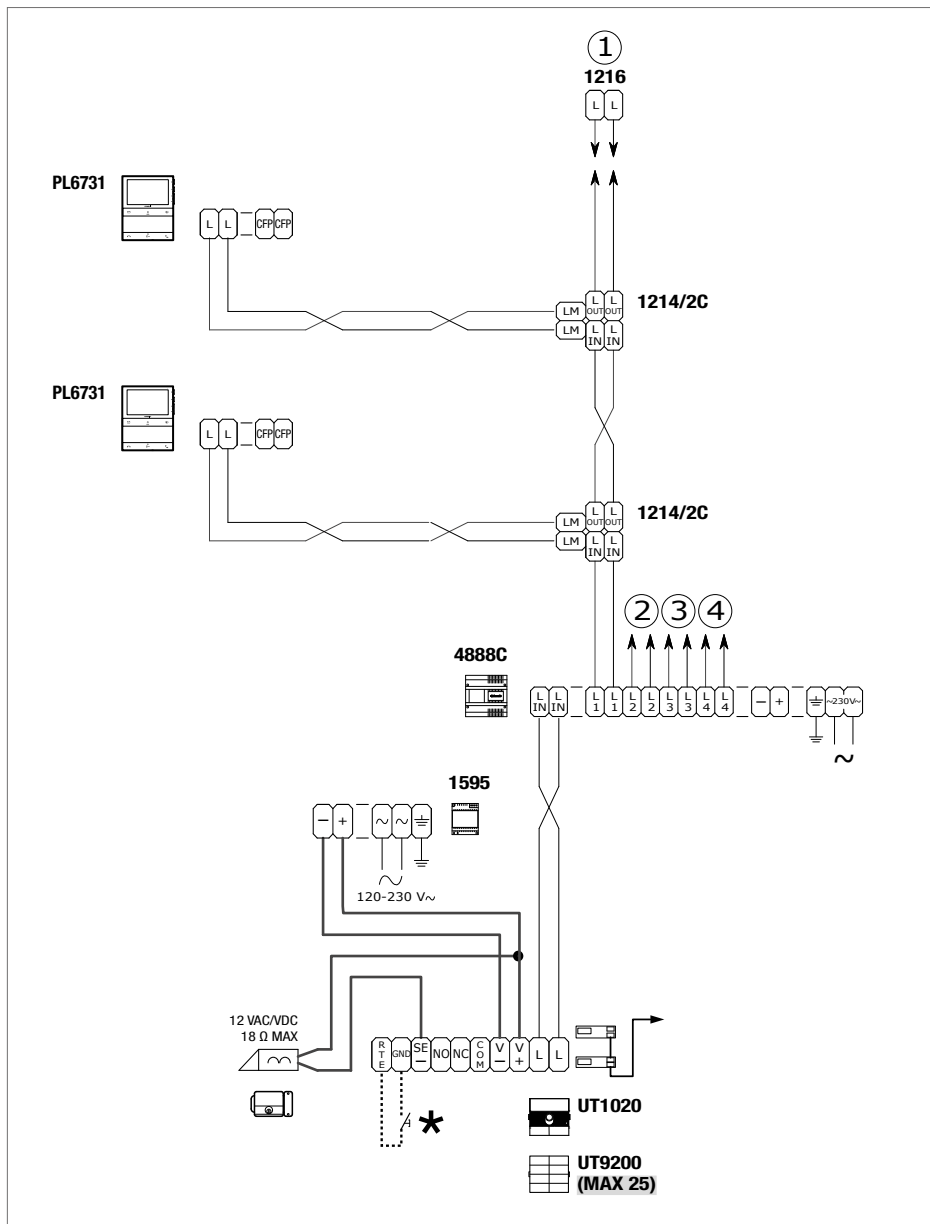 ①
1216
L L
PL6731
L L CFP CFP
LM L OUT L OUT 1214/2C
LM L IN L IN
PL6731
L L CFP CFP
LM L OUT L OUT 1214/2C
LM L IN L IN
② ③ ④
4888C
L IN L IN L 1 L 1 L 2 L 2 L 3 L 3 L 4 L 4 − + ~230V~
~
1595
− + ~ ~
~
120-230 V~
12 VAC/VDC
18 Ω MAX
RTE GND SE − NO NC COM V − V + L L
*
UT1020
UT9200
(MAX 25)